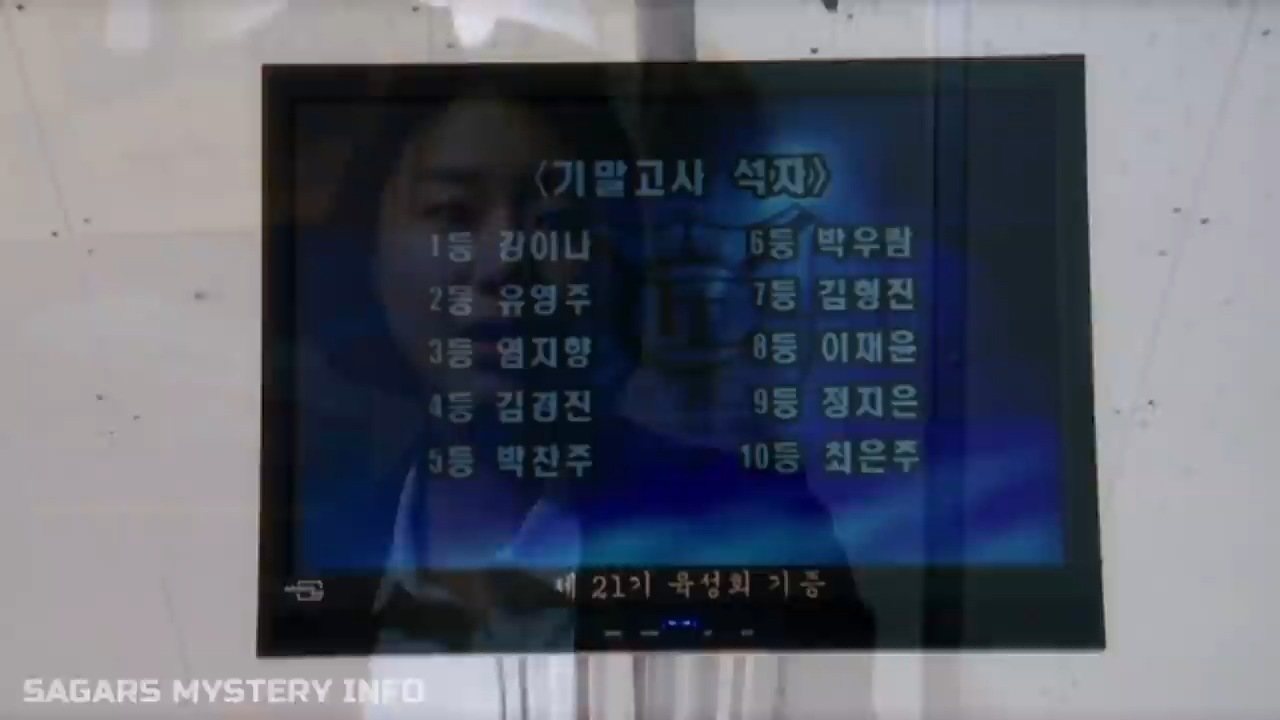 〈기말고사 석차〉
1등 강이나
2등 유영주
3등 염지향
4등 김경진
5등 박찬주
6등 박우람
7등 김형진
8등 이재윤
9등 정지은
10등 최은주
제 21기 육성회 기증
SAGARS MYSTERY INFO